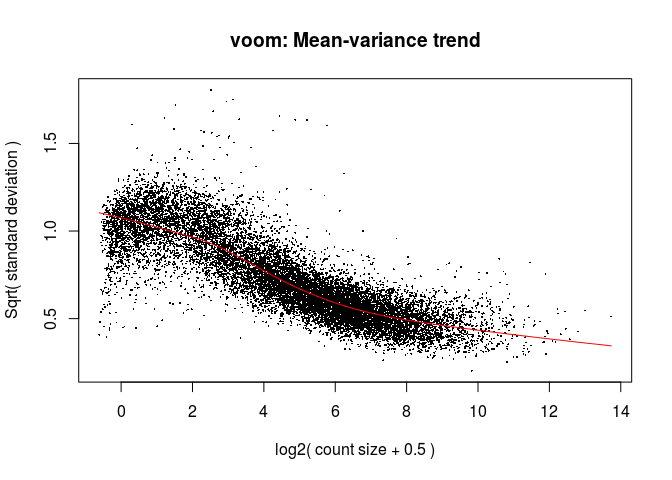 voom: Mean-variance trend
Sqrt( standard deviation )
1.5
1.0
0.5
0 2 4 6 8 10 12 14
log2( count size + 0.5 )